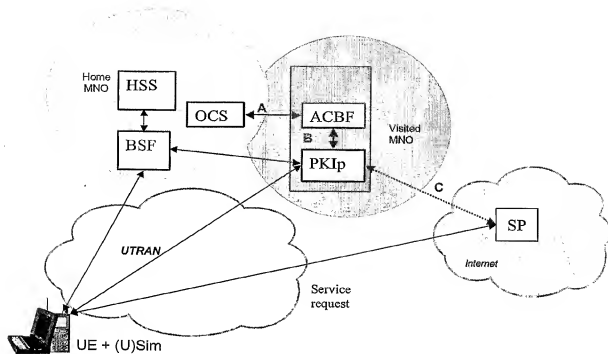 Home
MNO
HSS
OCS
A
ACBF
B
Visited
MNO
BSF
PKIp
C
SP
UTRAN
Internet
Service
request
UE + (U)Sim